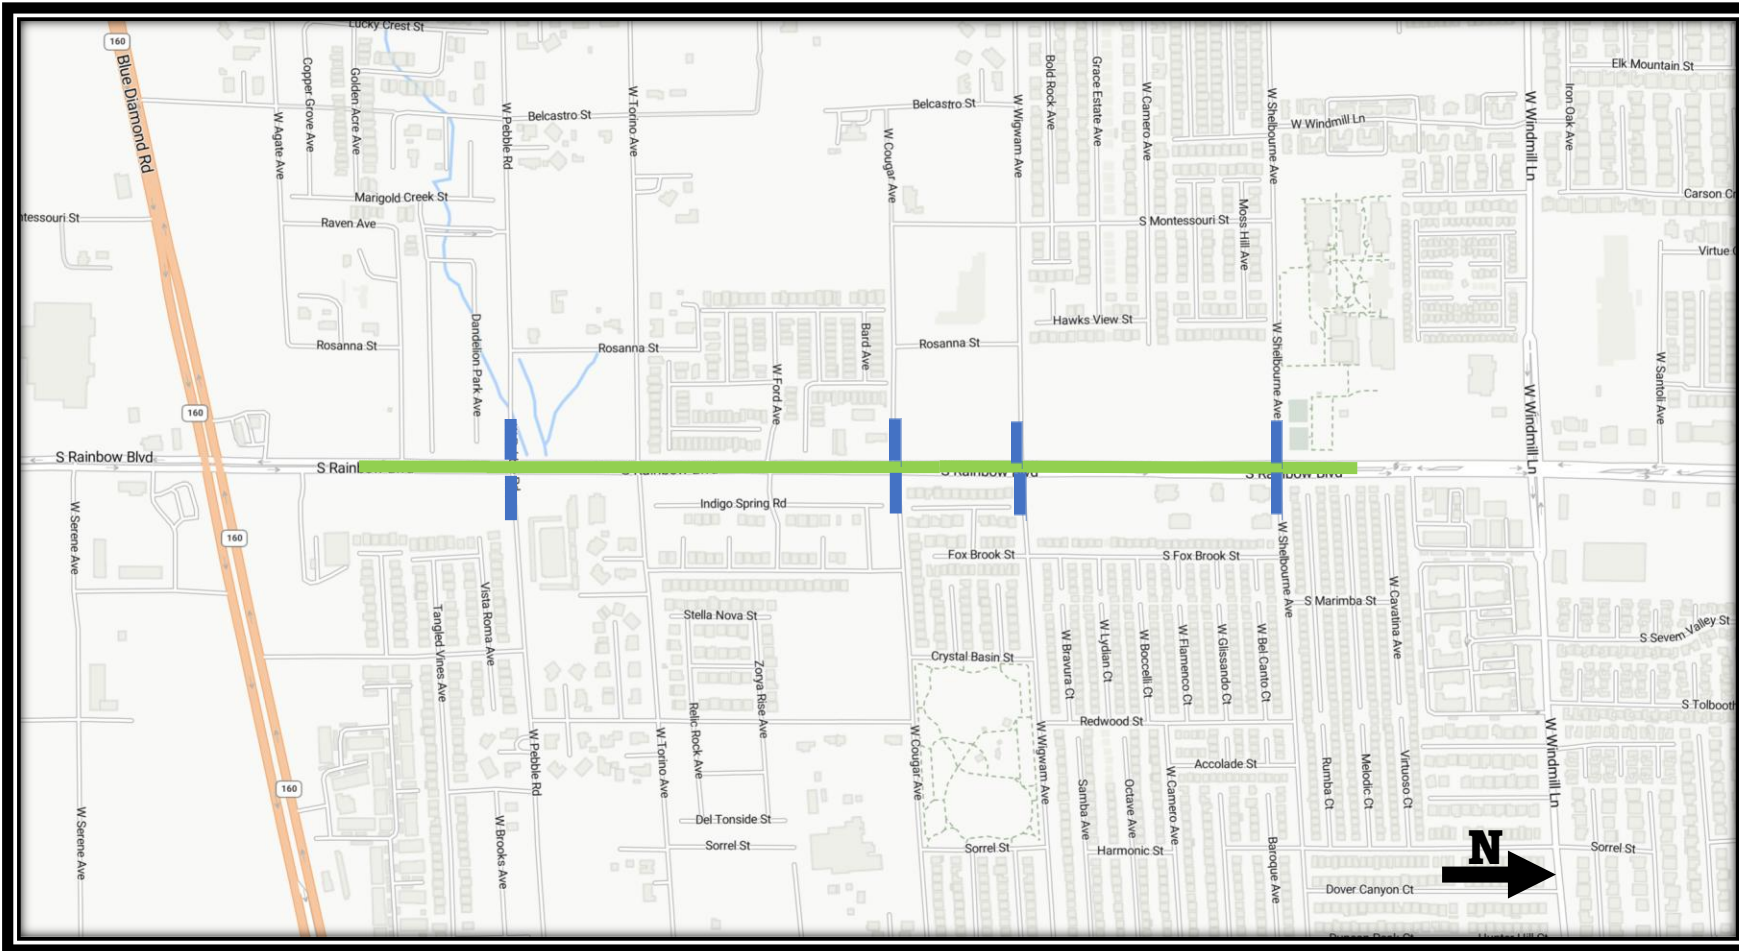 Lucky Crest St
160
Blue Diamond Rd
Copper Grove Ave
Golden Acre Ave
W Agate Ave
W Pebble Rd
Belcastro St
W Torino Ave
Belcastro St
W Cougar Ave
W Wigwam Ave
Bold Rock Ave
Grace Estate Ave
W Camero Ave
W Shelbourne Ave
W Windmill Ln
W Windmill Ln
Iron Oak Ave
Elk Mountain St
Marigold Creek St
Raven Ave
S Montessori St
Moss Hill Ave
Rosanna St
Dandelion Park Ave
Rosanna St
W Ford Ave
Bard Ave
Rosanna St
Hawks View St
W Shelbourne Ave
W Windmill Ln
W Santoli Ave
160
S Rainbow Blvd
W Serene Ave
160
Indigo Spring Rd
Fox Brook St
S Fox Brook St
W Shelbourne Ave
S Marimba St
W Cavatina Ave
S Severn Valley St
Tangled Vines Ave
Vista Roma Ave
Stella Nova St
Zorya Rise Ave
Relic Rock Ave
Crystal Basin St
W Bravura Ct
W Lydian Ct
W Boccelli Ct
W Flamenco Ct
W Glissando Ct
W Bel Canto Ct
Redwood St
W Pebble Rd
W Torino Ave
W Cougar Ave
W Wigwam Ave
Accolade St
Rumba Ct
Melodic Ct
Virtuoso Ct
W Windmill Ln
160
W Serene Ave
W Brooks Ave
Del Tonside St
Sorrel St
Sorrel St
Samba Ave
Octave Ave
W Camero Ave
Harmonic St
Baroque Ave
N
Sorrel St
Dover Canyon Ct